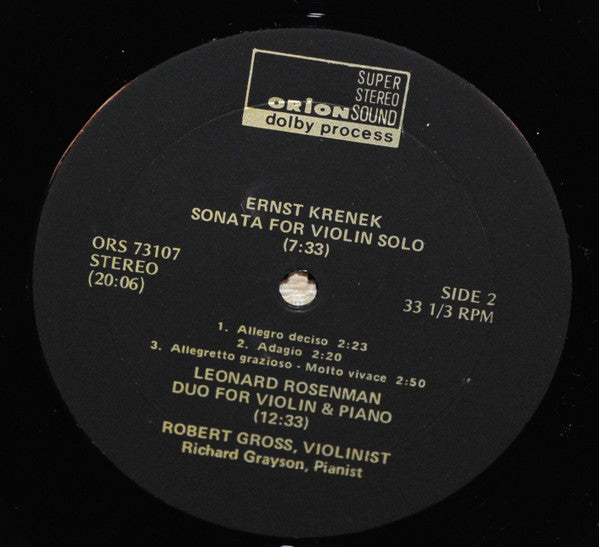 SUPER
STEREO
ORION SOUND
dolby process
ERNST KRENEK
SONATA FOR VIOLIN SOLO
(7:33)
ORS 73107
STEREO
(20:06)
SIDE 2
33 1/3 RPM
1. Allegro deciso 2:23
2. Adagio 2:20
3. Allegretto grazioso - Molto vivace 2:50
LEONARD ROSENMAN
DUO FOR VIOLIN & PIANO
(12:33)
ROBERT GROSS, VIOLINIST
Richard Grayson, Pianist